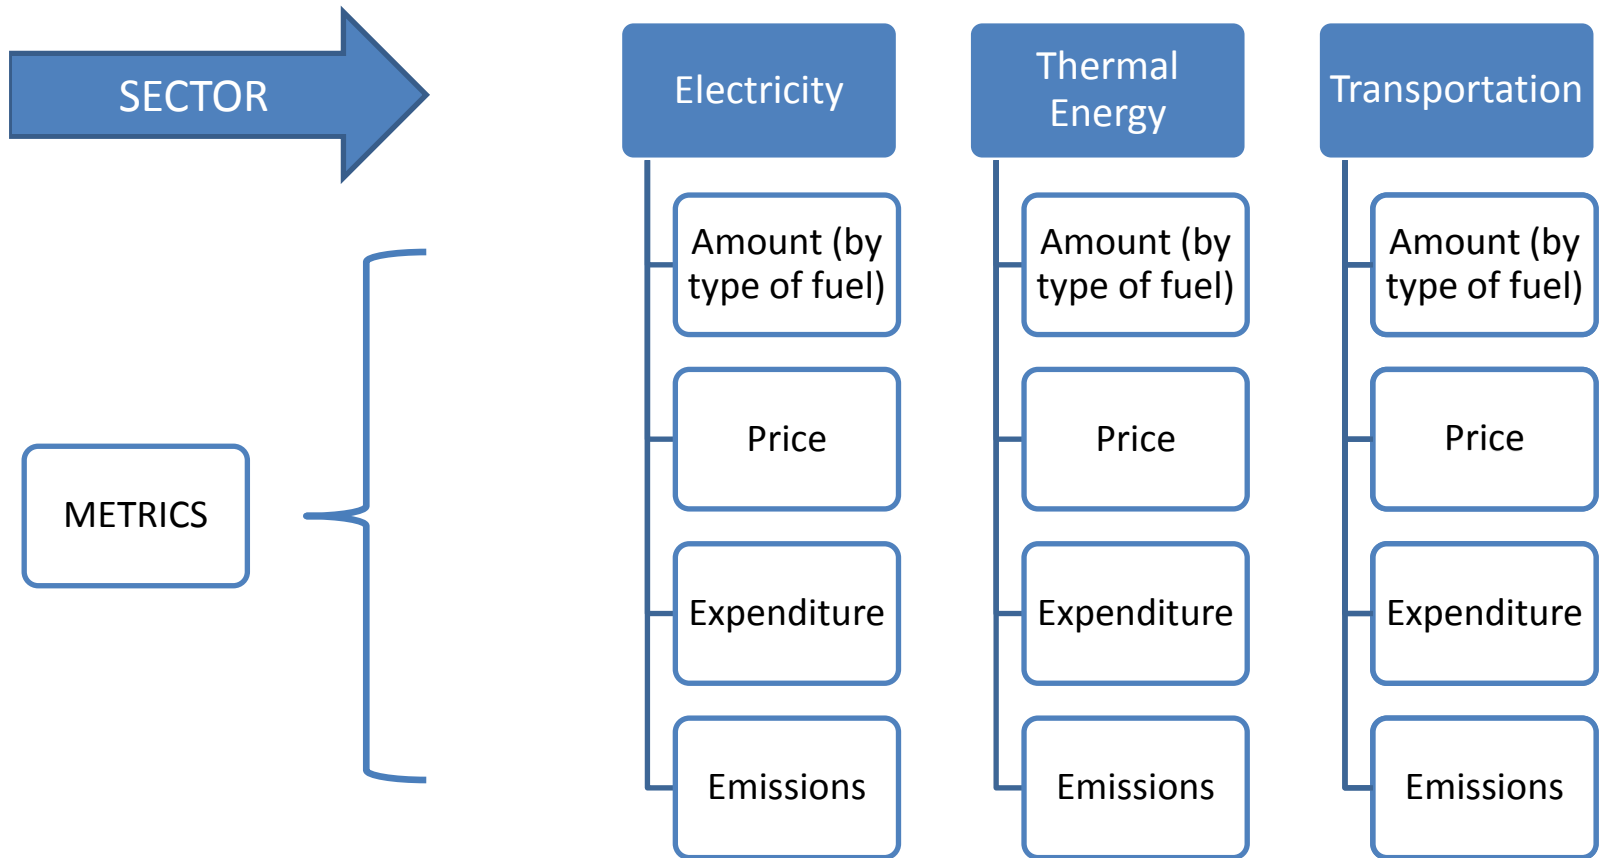 SECTOR
Electricity
Thermal
Energy
Transportation
METRICS
Amount (by
type of fuel)
Price
Expenditure
Emissions
Amount (by
type of fuel)
Price
Expenditure
Emissions
Amount (by
type of fuel)
Price
Expenditure
Emissions